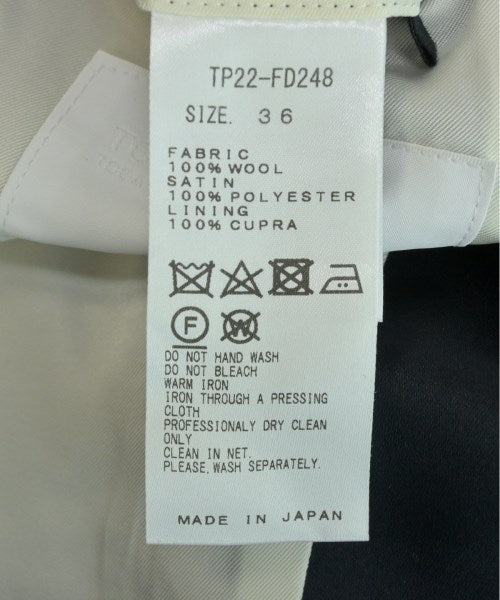 TP22-FD248
SIZE. 36
FABRIC
100% WOOL
SATIN
100% POLYESTER
LINING
100% CUPRA
F W
DO NOT HAND WASH
DO NOT BLEACH
WARM IRON
IRON THROUGH A PRESSING
CLOTH
PROFESSIONALY DRY CLEAN
ONLY
CLEAN IN NET.
PLEASE, WASH SEPARATELY.
MADE IN JAPAN